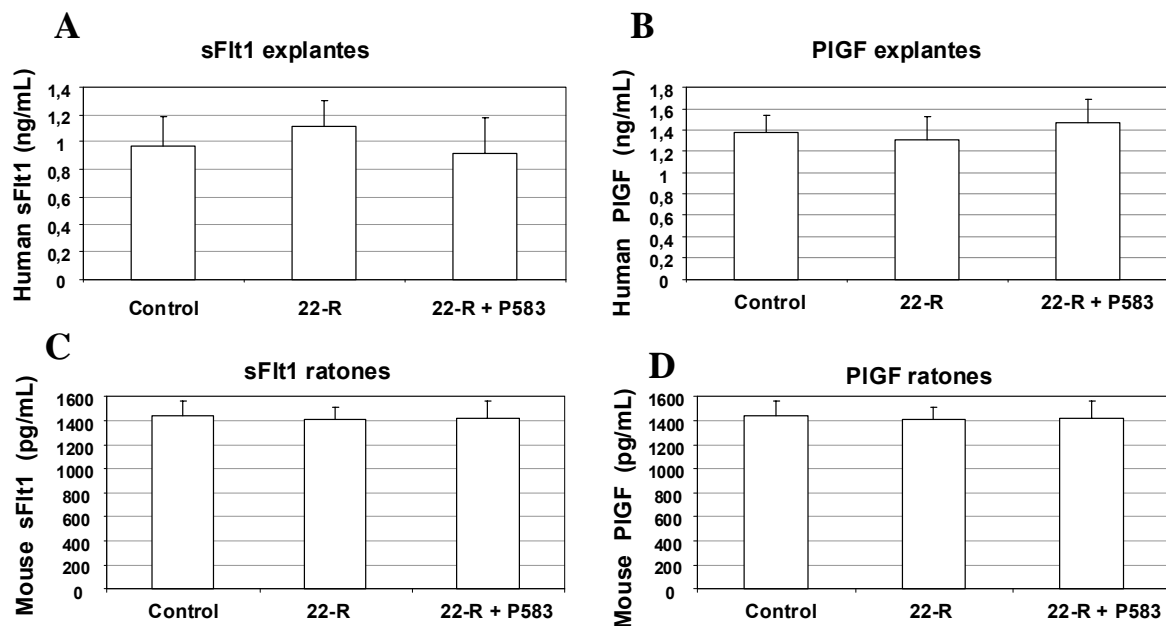 A
sFlt1 explantes
Human sFlt1 (ng/mL)
1,4
1,2
1
0,8
0,6
0,4
0,2
0
Control 22-R 22-R + P583
B
PlGF explantes
Human PlGF (ng/mL)
1,8
1,6
1,4
1,2
1
0,8
0,6
0,4
0,2
0
Control 22-R 22-R + P583
C
sFlt1 ratones
Mouse sFlt1 (pg/mL)
1600
1400
1200
1000
800
600
400
200
0
Control 22-R 22-R + P583
D
PlGF ratones
Mouse PlGF (pg/mL)
1600
1400
1200
1000
800
600
400
200
0
Control 22-R 22-R + P583